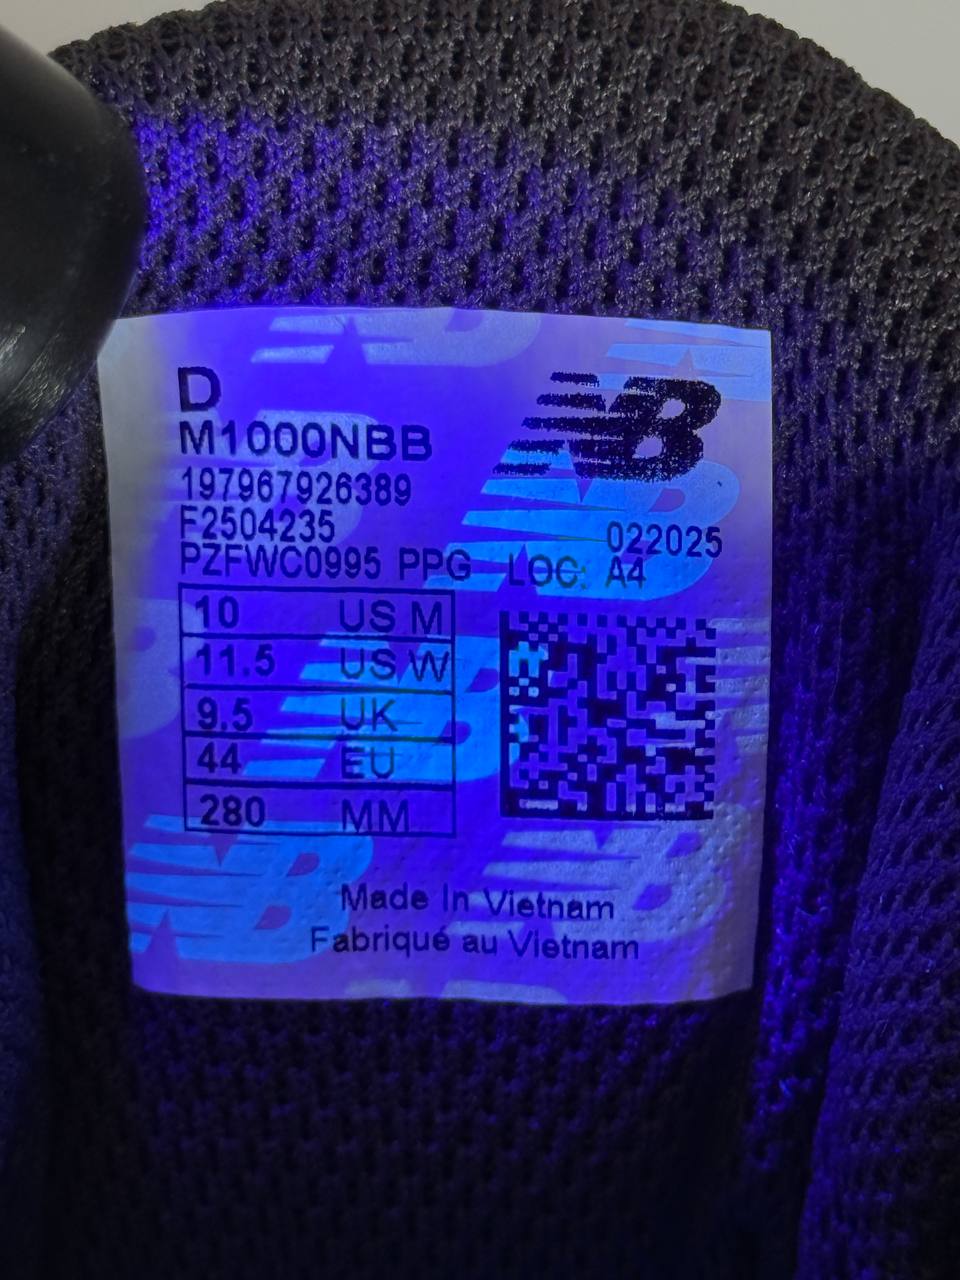 D
M1000NBB
NB
197967926389
F2504235
022025
PZFWC0995 PPG LOC: A4
10 US M
11.5 US W
9.5 UK
44 EU
280 MM
Made In Vietnam
Fabriqué au Vietnam